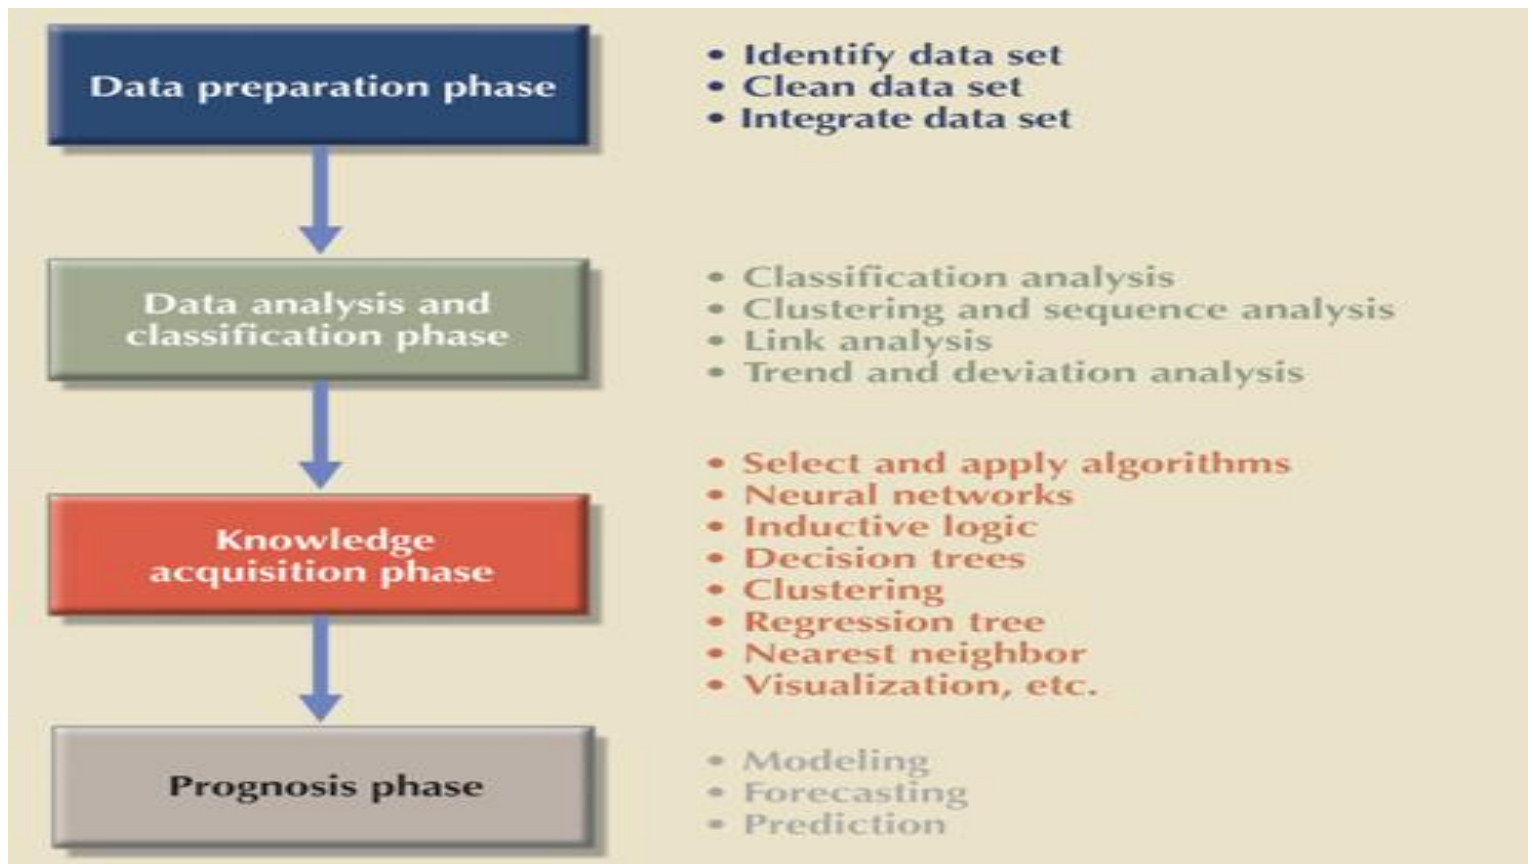 Data preparation phase
• Identify data set
• Clean data set
• Integrate data set
Data analysis and
classification phase
• Classification analysis
• Clustering and sequence analysis
• Link analysis
• Trend and deviation analysis
Knowledge
acquisition phase
• Select and apply algorithms
• Neural networks
• Inductive logic
• Decision trees
• Clustering
• Regression tree
• Nearest neighbor
• Visualization, etc.
Prognosis phase
• Modeling
• Forecasting
• Prediction